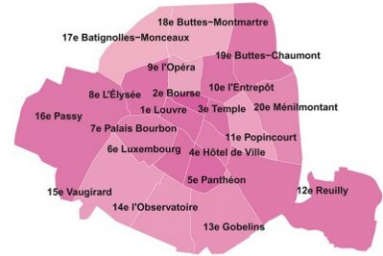 18e Buttes-Montmartre
17e Batignolles-Monceaux
19e Buttes-Chaumont
9e l'Opéra
8e L'Élysée
2e Bourse
10e l'Entrepôt
1e Louvre
3e Temple
20e Ménilmontant
16e Passy
7e Palais Bourbon
11e Popincourt
6e Luxembourg
4e Hôtel de Ville
5e Panthéon
12e Reuilly
15e Vaugirard
14e l'Observatoire
13e Gobelins